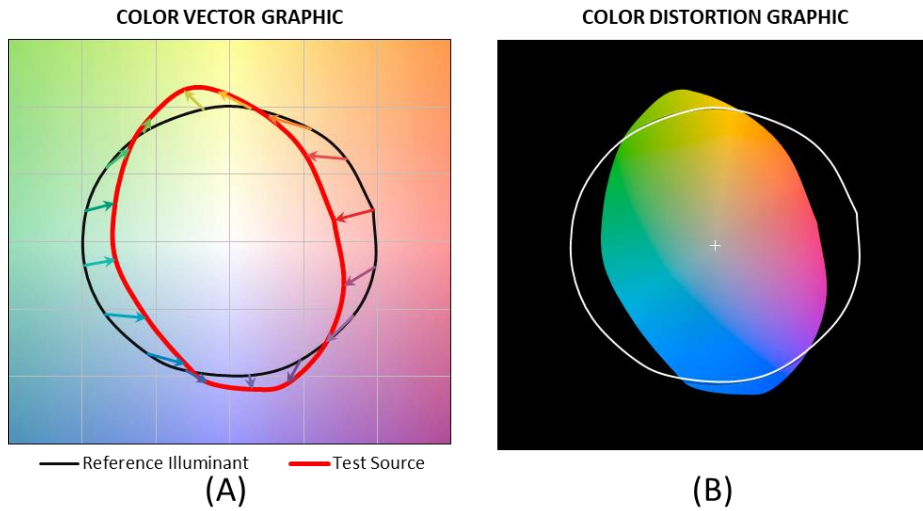 COLOR VECTOR GRAPHIC
COLOR DISTORTION GRAPHIC
Reference Illuminant
Test Source
(A)
(B)